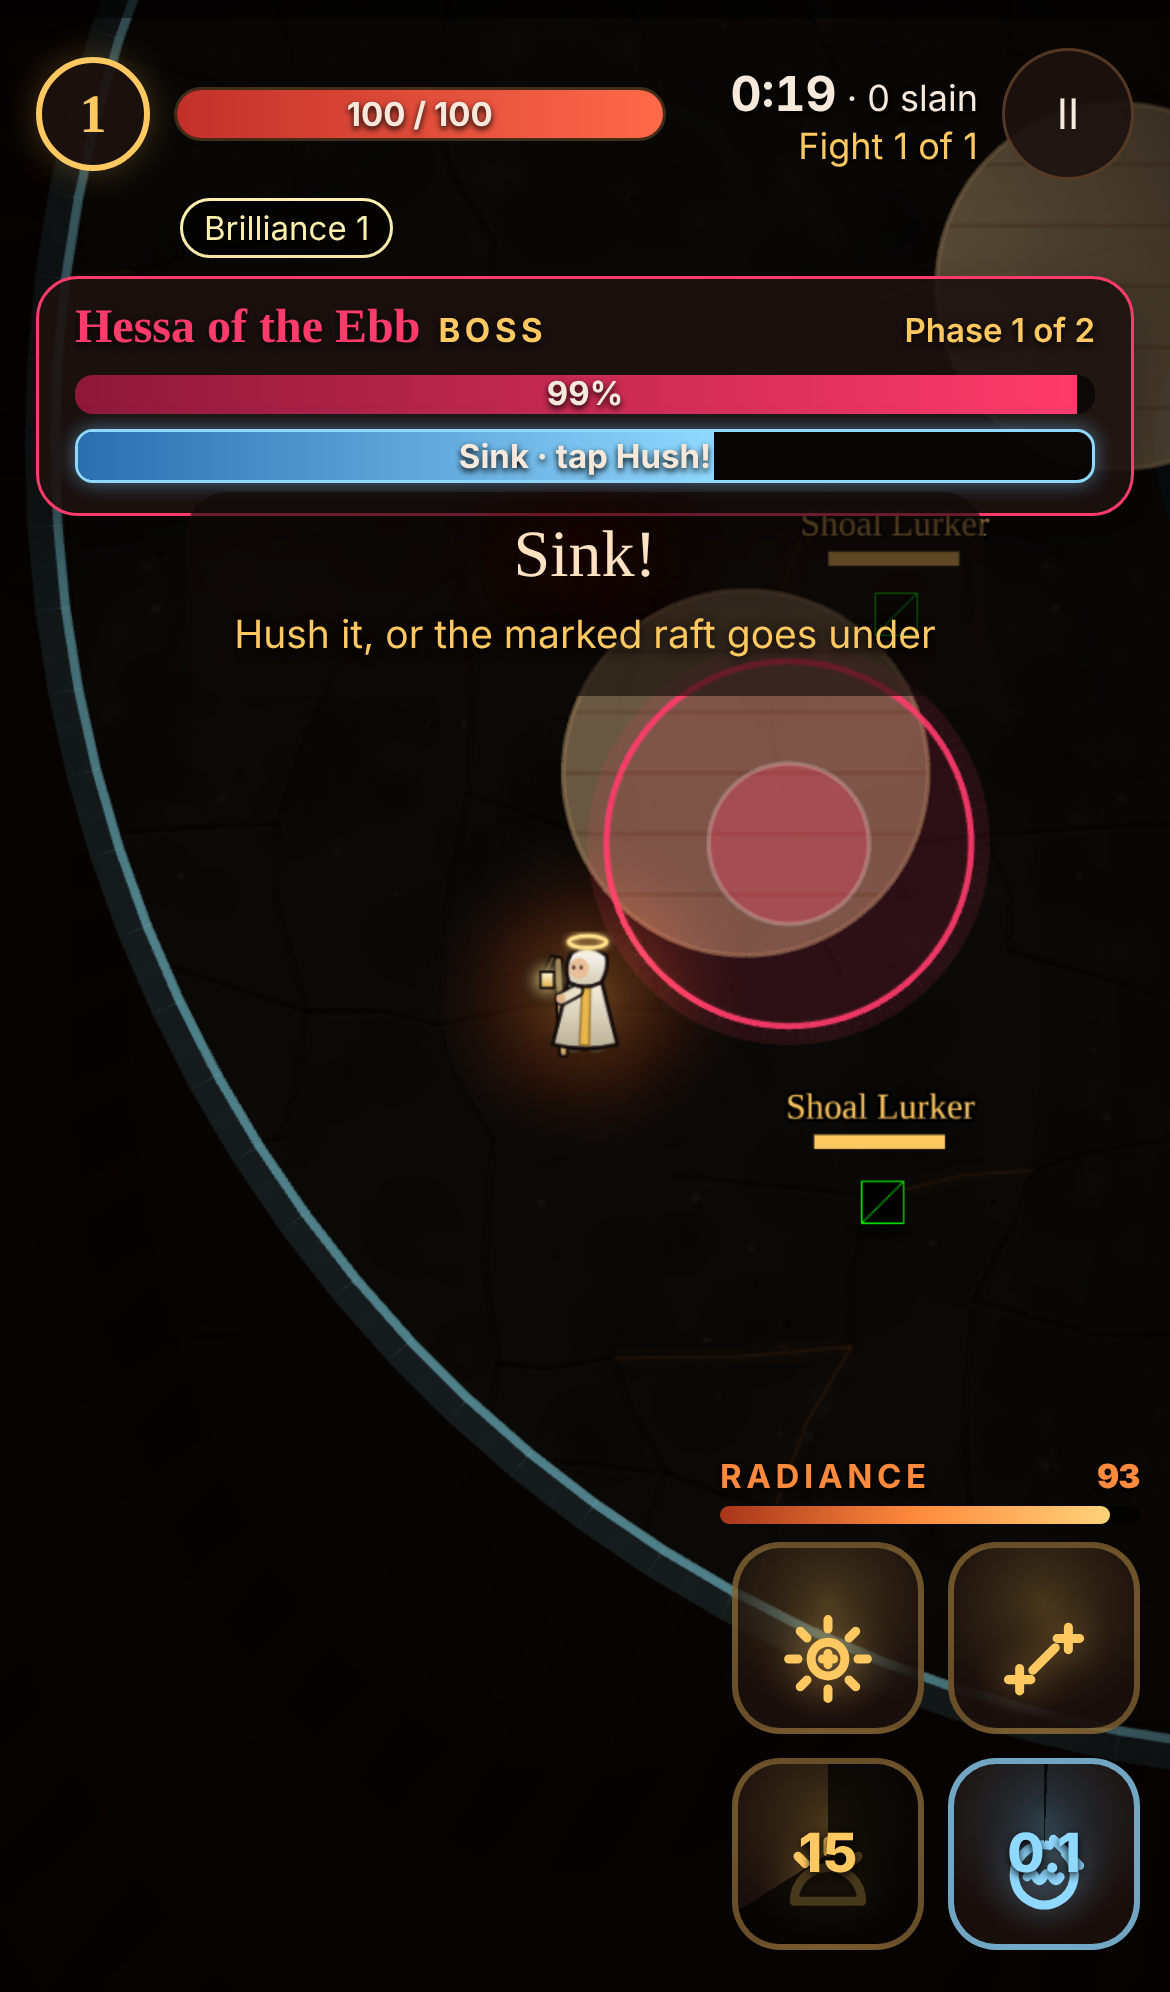 1
100 / 100
0:19 · 0 slain
Fight 1 of 1
Brilliance 1
Hessa of the Ebb BOSS
Phase 1 of 2
99%
Sink · tap Hush!
Shoal Lurker
Sink!
Hush it, or the marked raft goes under
Shoal Lurker
RADIANCE 93
15
0.1